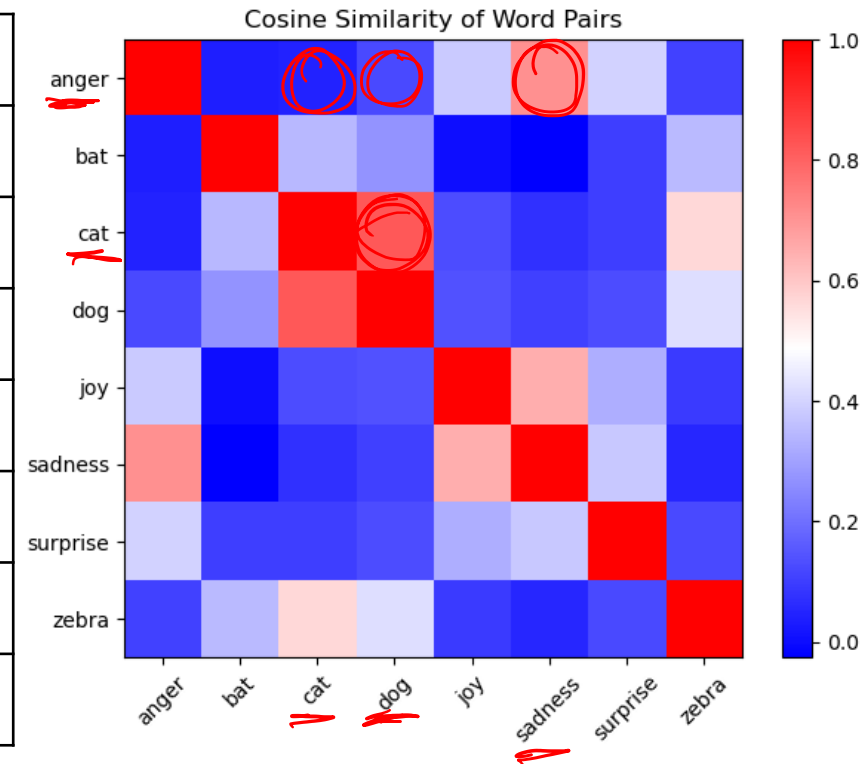 Cosine Similarity of Word Pairs
anger
bat
cat
dog
joy
sadness
surprise
zebra
anger
bat
cat
dog
joy
sadness
surprise
zebra
1.0
0.8
0.6
0.4
0.2
0.0